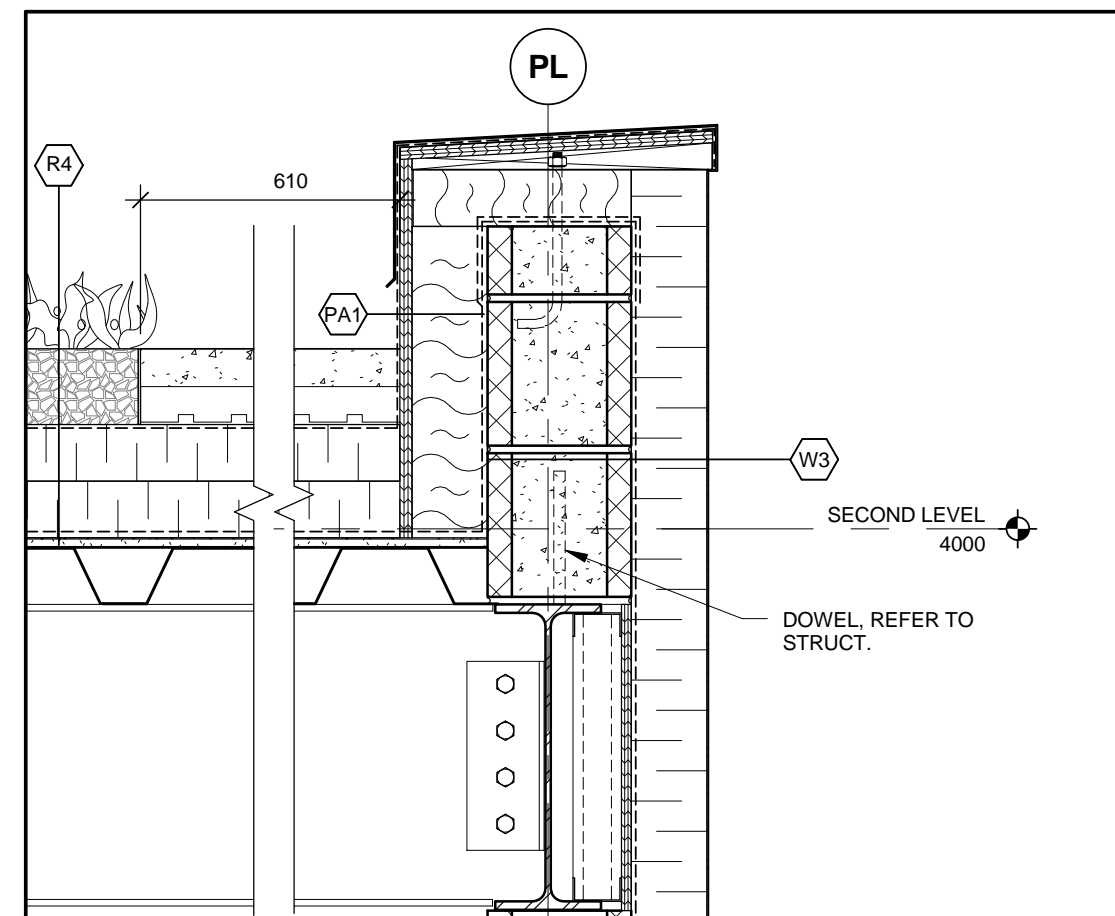 PL
R4
610
PA1
W3
SECOND LEVEL
4000
DOWEL, REFER TO
STRUCT.